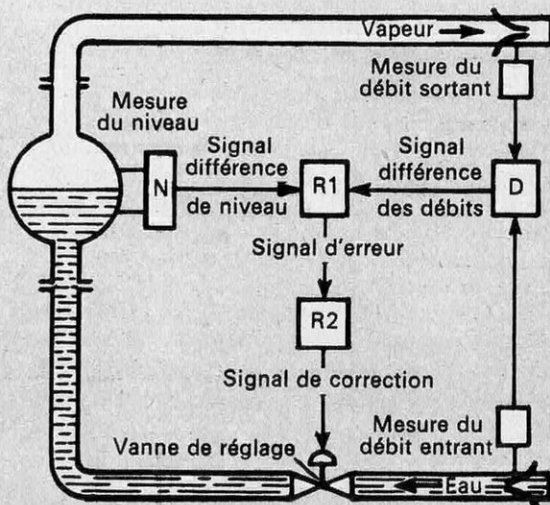 Vapeur
Mesure du
débit sortant
Mesure
du niveau
N
Signal
différence
de niveau
R1
Signal
différence
des débits
D
Signal d'erreur
R2
Signal de correction
Vanne de réglage
Mesure du
débit entrant
Eau